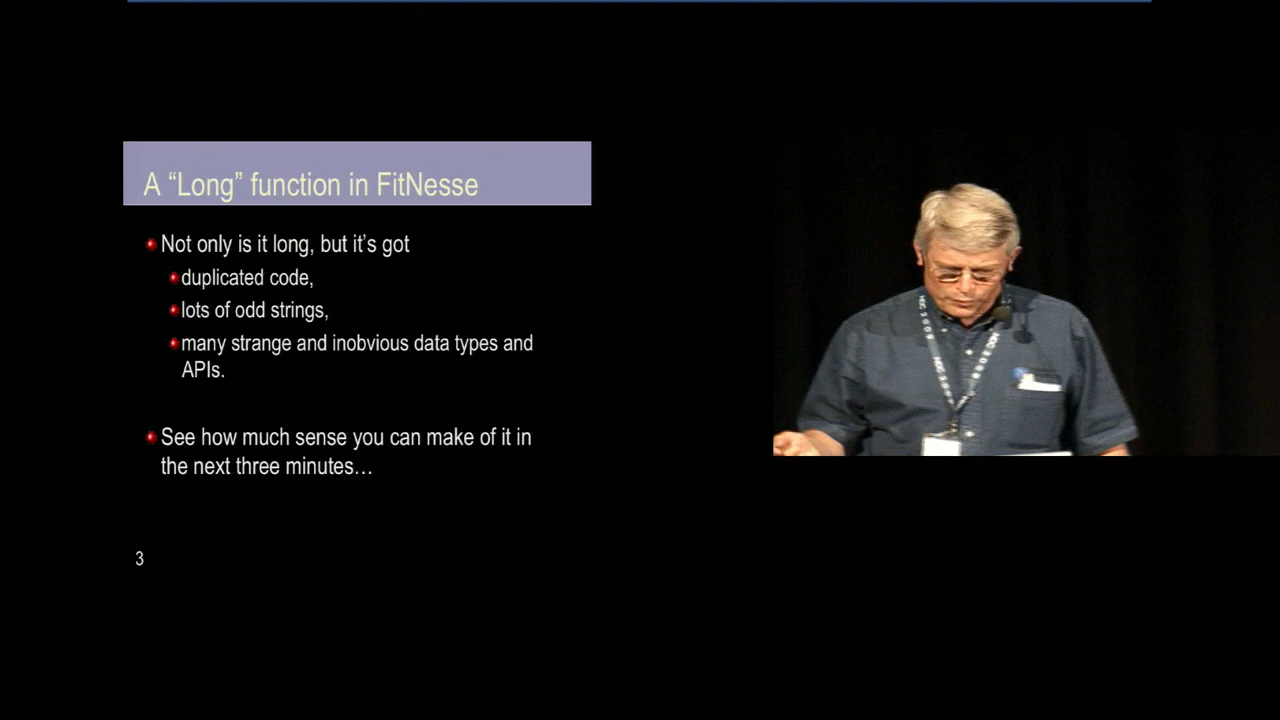 A “Long” function in FitNesse
Not only is it long, but it’s got
duplicated code,
lots of odd strings,
many strange and inobvious data types and
APIs.
See how much sense you can make of it in
the next three minutes…
3